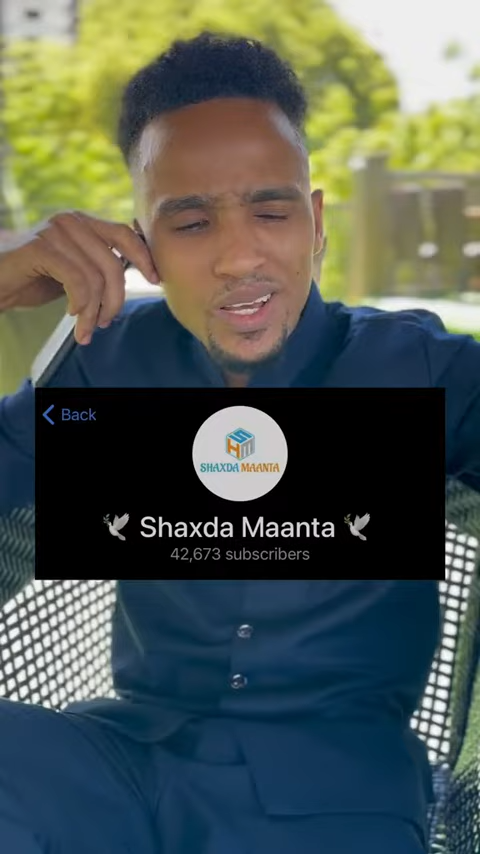 Back
SHM
SHAXDA MAANTA
🕊 Shaxda Maanta 🕊
42,673 subscribers